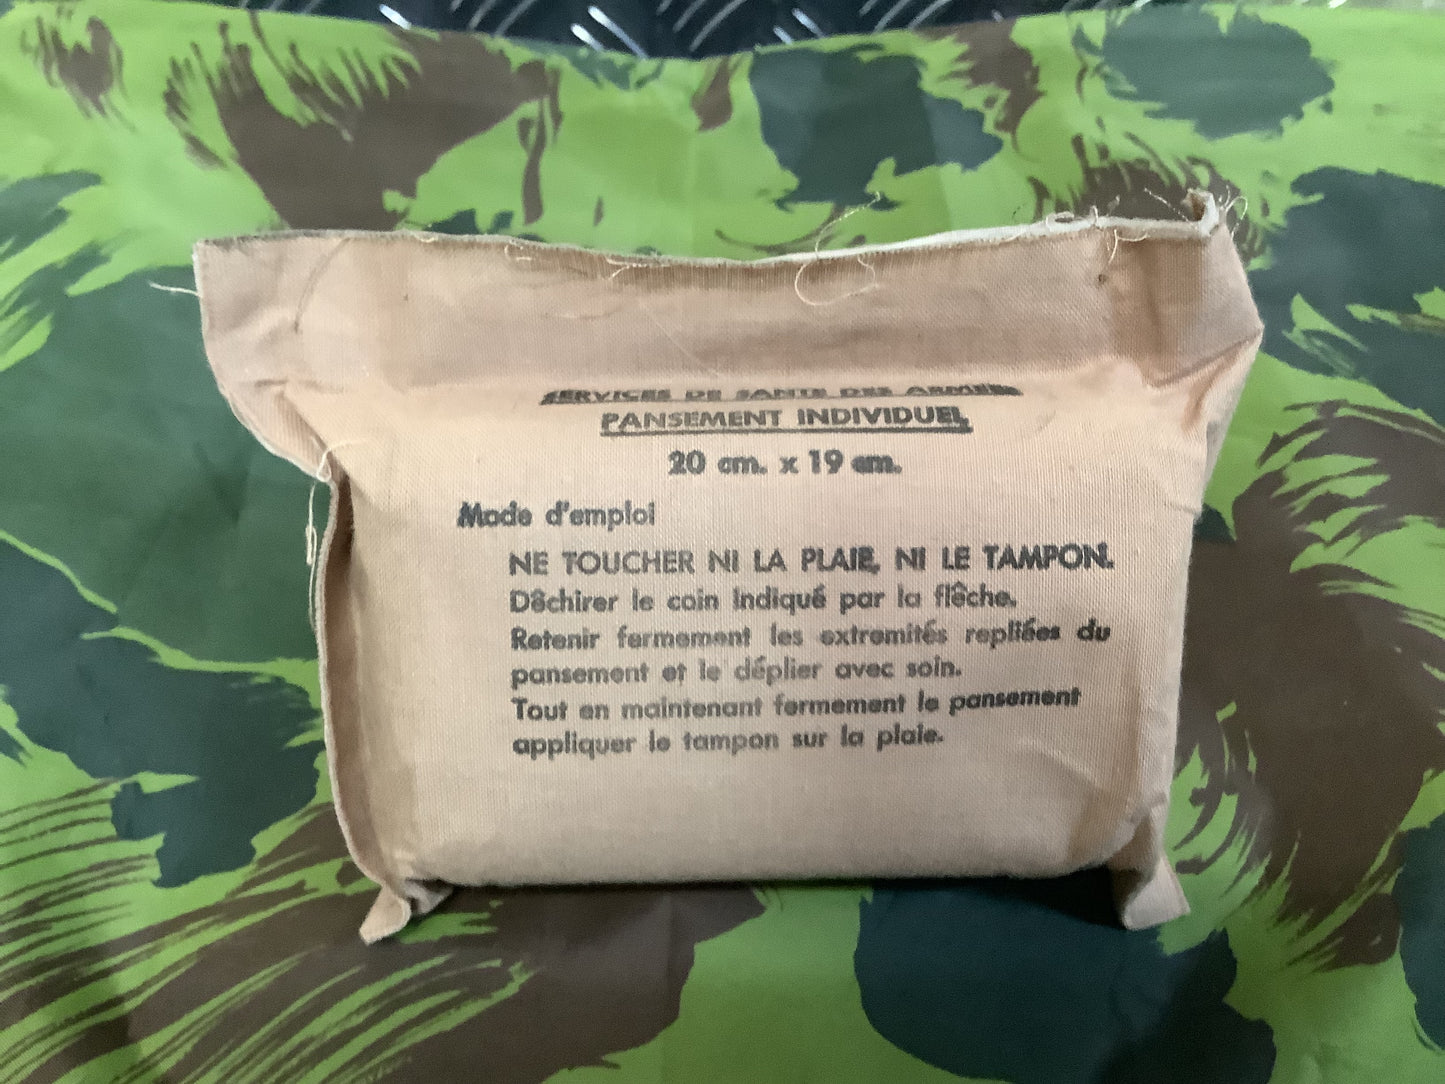 SERVICES DE SANTE DES ARMEES
PANSEMENT INDIVIDUEL
20 cm. x 19 cm.
Mode d'emploi
NE TOUCHER NI LA PLAIE, NI LE TAMPON.
Déchirer le coin indiqué par la flêche.
Retenir fermement les extremités repliées du
pansement et le déplier avec soin.
Tout en maintenant fermement le pansement
appliquer le tampon sur la plaie.